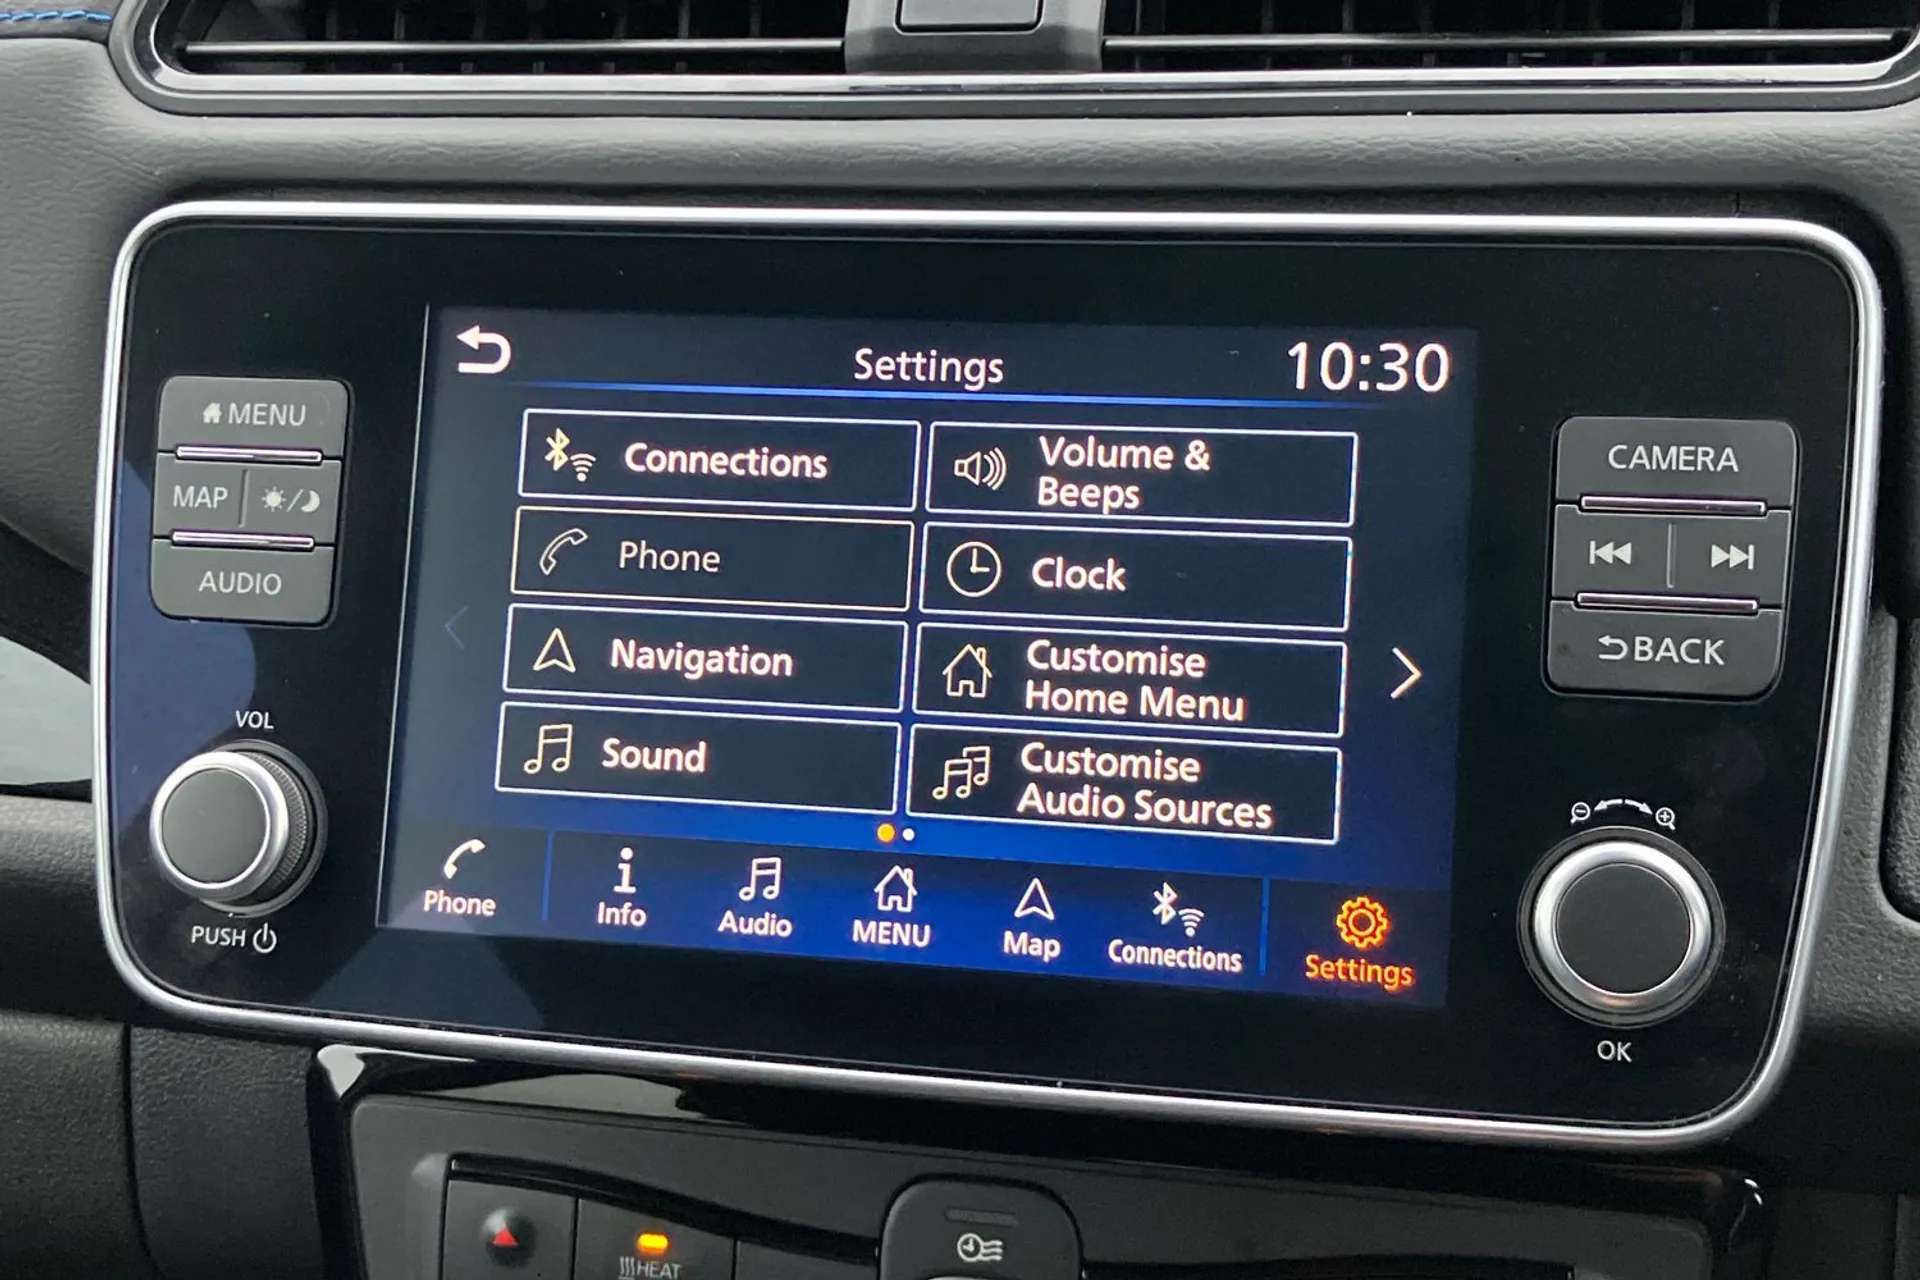 Settings
10:30
MENU
MAP
AUDIO
VOL
PUSH
Connections
Volume &
Beeps
Phone
Clock
Navigation
Customise
Home Menu
Sound
Customise
Audio Sources
Phone
Info
Audio
MENU
Map
Connections
Settings
CAMERA
BACK
OK
HEAT